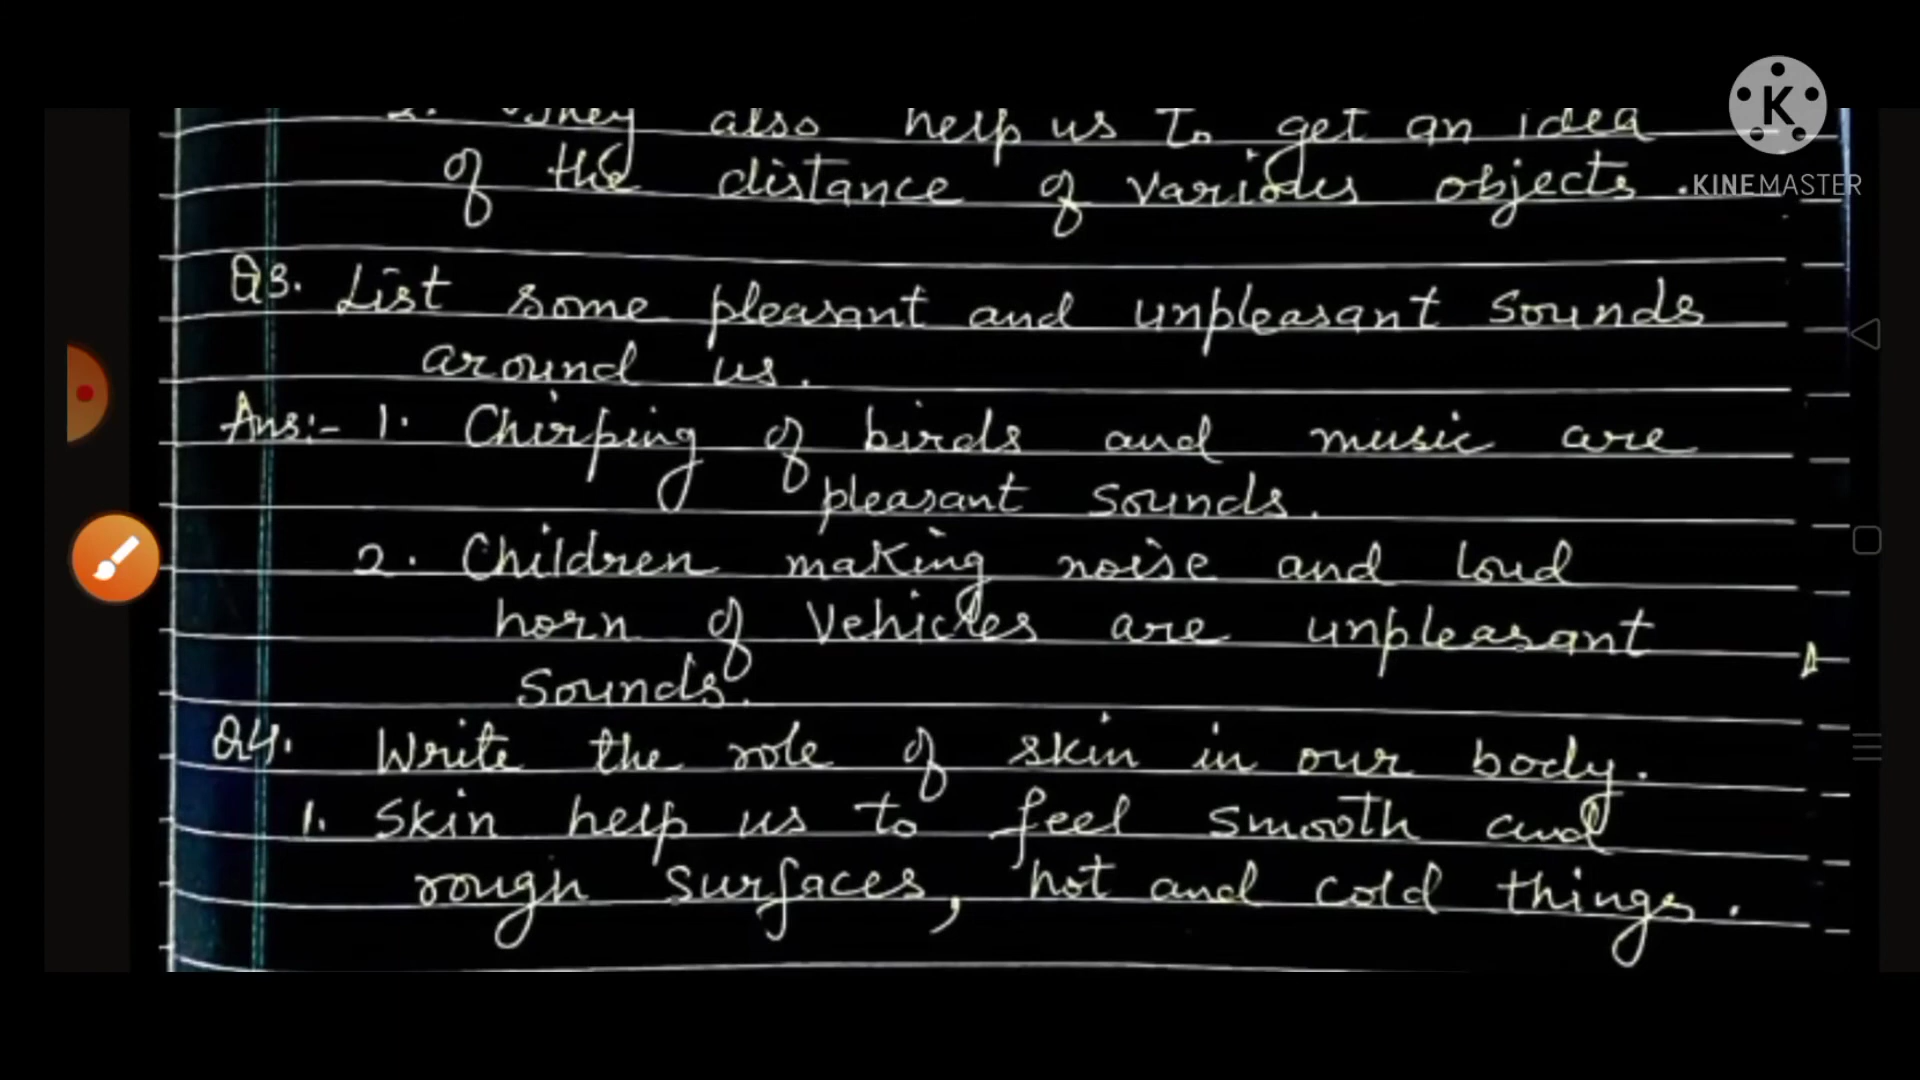 2. They also help us to get an idea
of the distance of various objects.
KINEMASTER
Q3. List some pleasant and unpleasant sounds
around us.
Ans:- 1. Chirping of birds and music are
pleasant sounds.
2. Children making noise and loud
horn of vehicles are unpleasant
sounds.
Q4. Write the role of skin in our body.
1. Skin help us to feel smooth and
rough surfaces, hot and cold things.